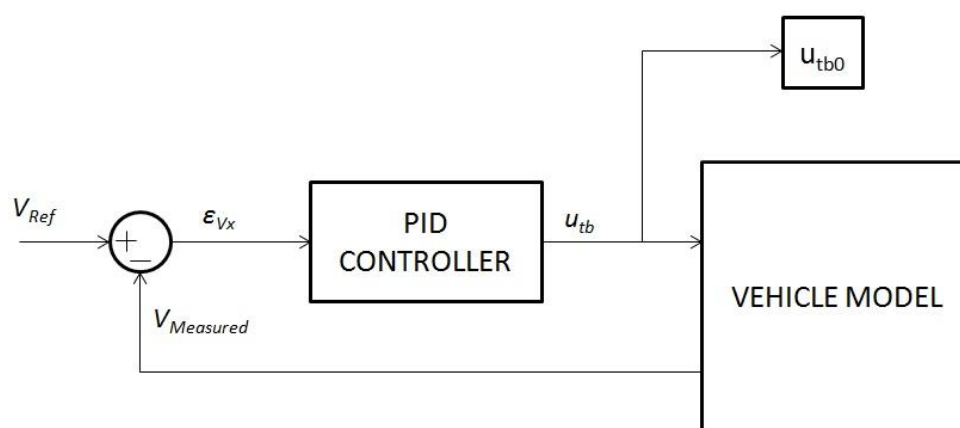 u_tb0
V_Ref
ε_Vx
PID
CONTROLLER
u_tb
+
−
V_Measured
VEHICLE MODEL